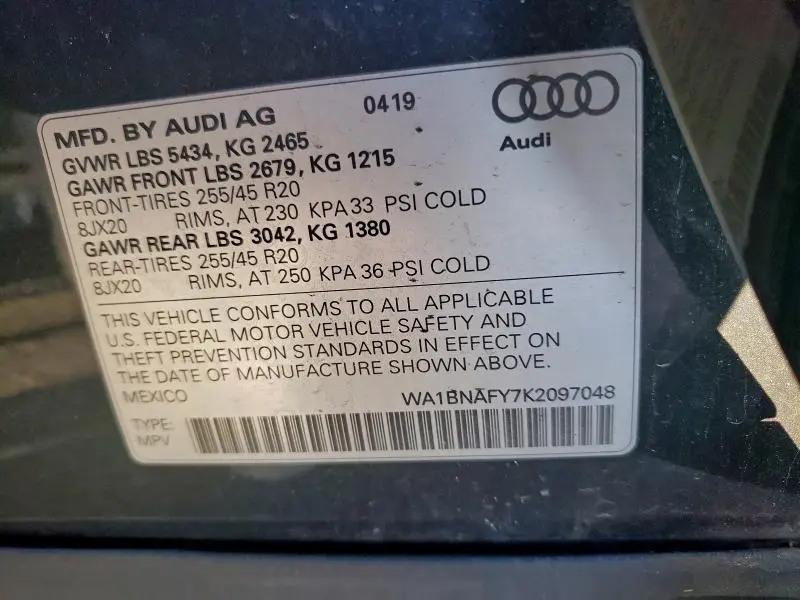 MFD. BY AUDI AG 0419
Audi
GVWR LBS 5434, KG 2465
GAWR FRONT LBS 2679, KG 1215
FRONT-TIRES 255/45 R20
8JX20 RIMS, AT 230 KPA 33 PSI COLD
GAWR REAR LBS 3042, KG 1380
REAR-TIRES 255/45 R20
8JX20 RIMS, AT 250 KPA 36 PSI COLD
THIS VEHICLE CONFORMS TO ALL APPLICABLE
U.S. FEDERAL MOTOR VEHICLE SAFETY AND
THEFT PREVENTION STANDARDS IN EFFECT ON
THE DATE OF MANUFACTURE SHOWN ABOVE.
MEXICO WA1BNAFY7K2097048
TYPE:
MPV